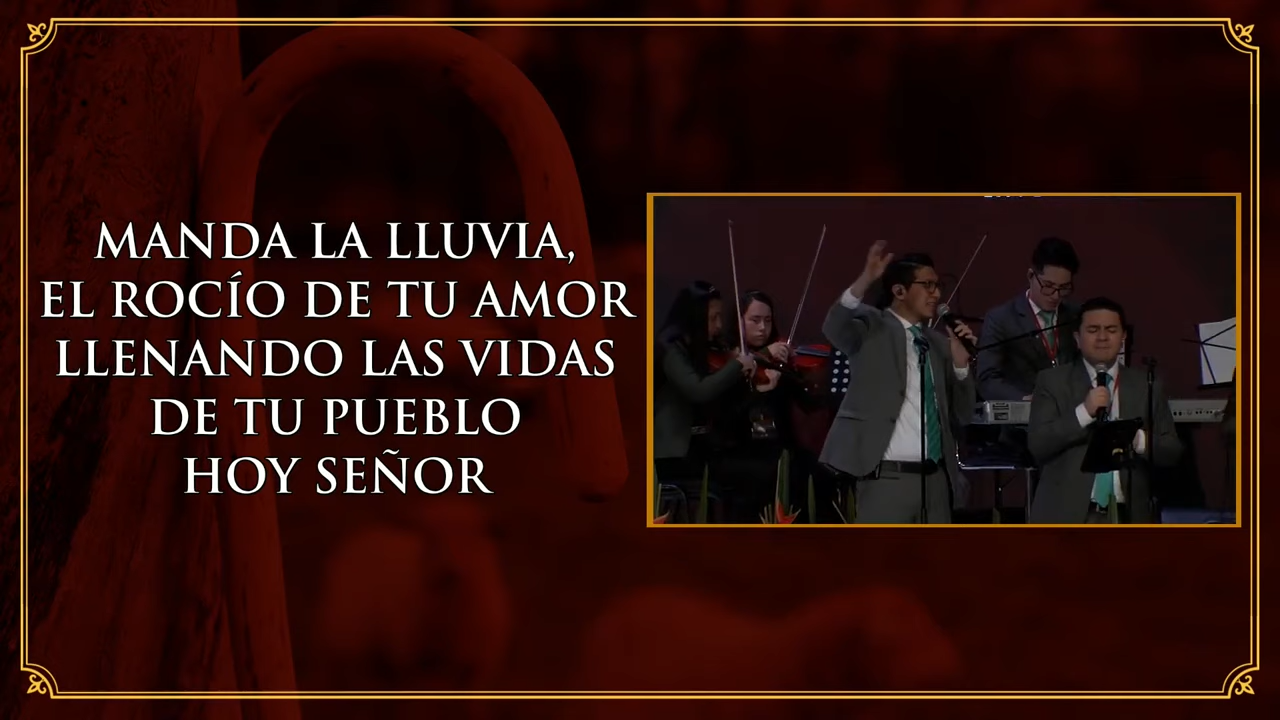 MANDA LA LLUVIA,
EL ROCÍO DE TU AMOR
LLENANDO LAS VIDAS
DE TU PUEBLO
HOY SEÑOR